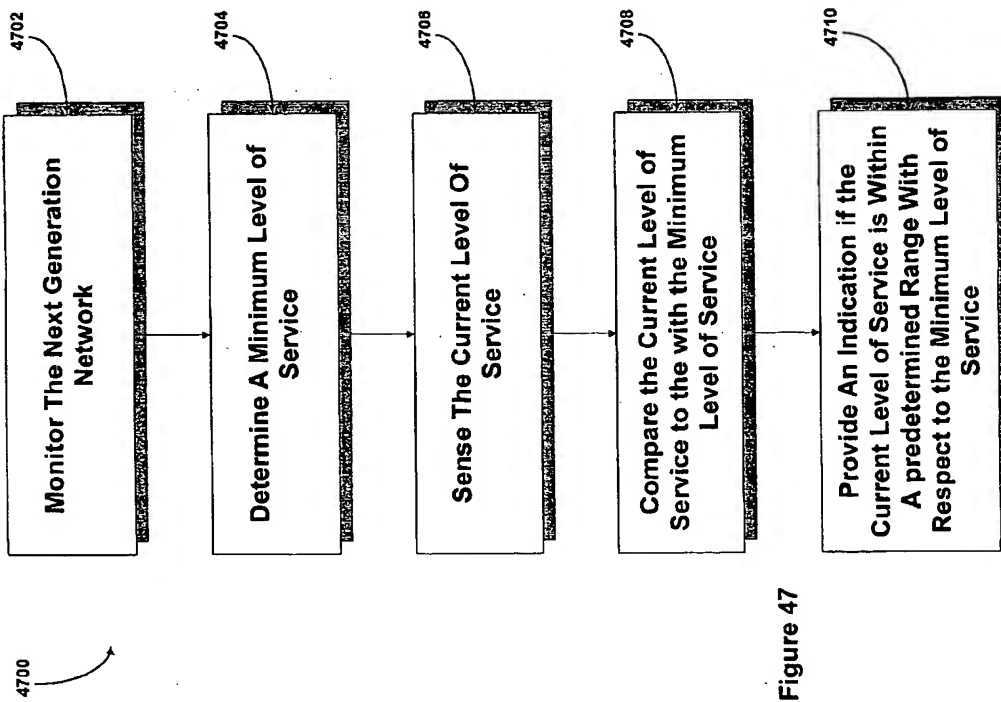 4700
4702
Monitor The Next Generation
Network
4704
Determine A Minimum Level of
Service
4706
Sense The Current Level Of
Service
4708
Compare the Current Level of
Service to the with the Minimum
Level of Service
4710
Provide An Indication if the
Current Level of Service is Within
A predetermined Range With
Respect to the Minimum Level of
Service
Figure 47